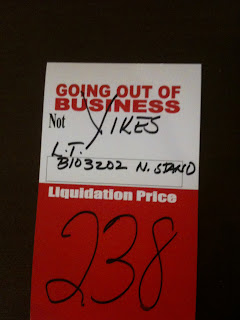 GOING OUT OF
BUSINESS
Not YIKES
L.T.
B103202 N. STAND
Liquidation Price
238